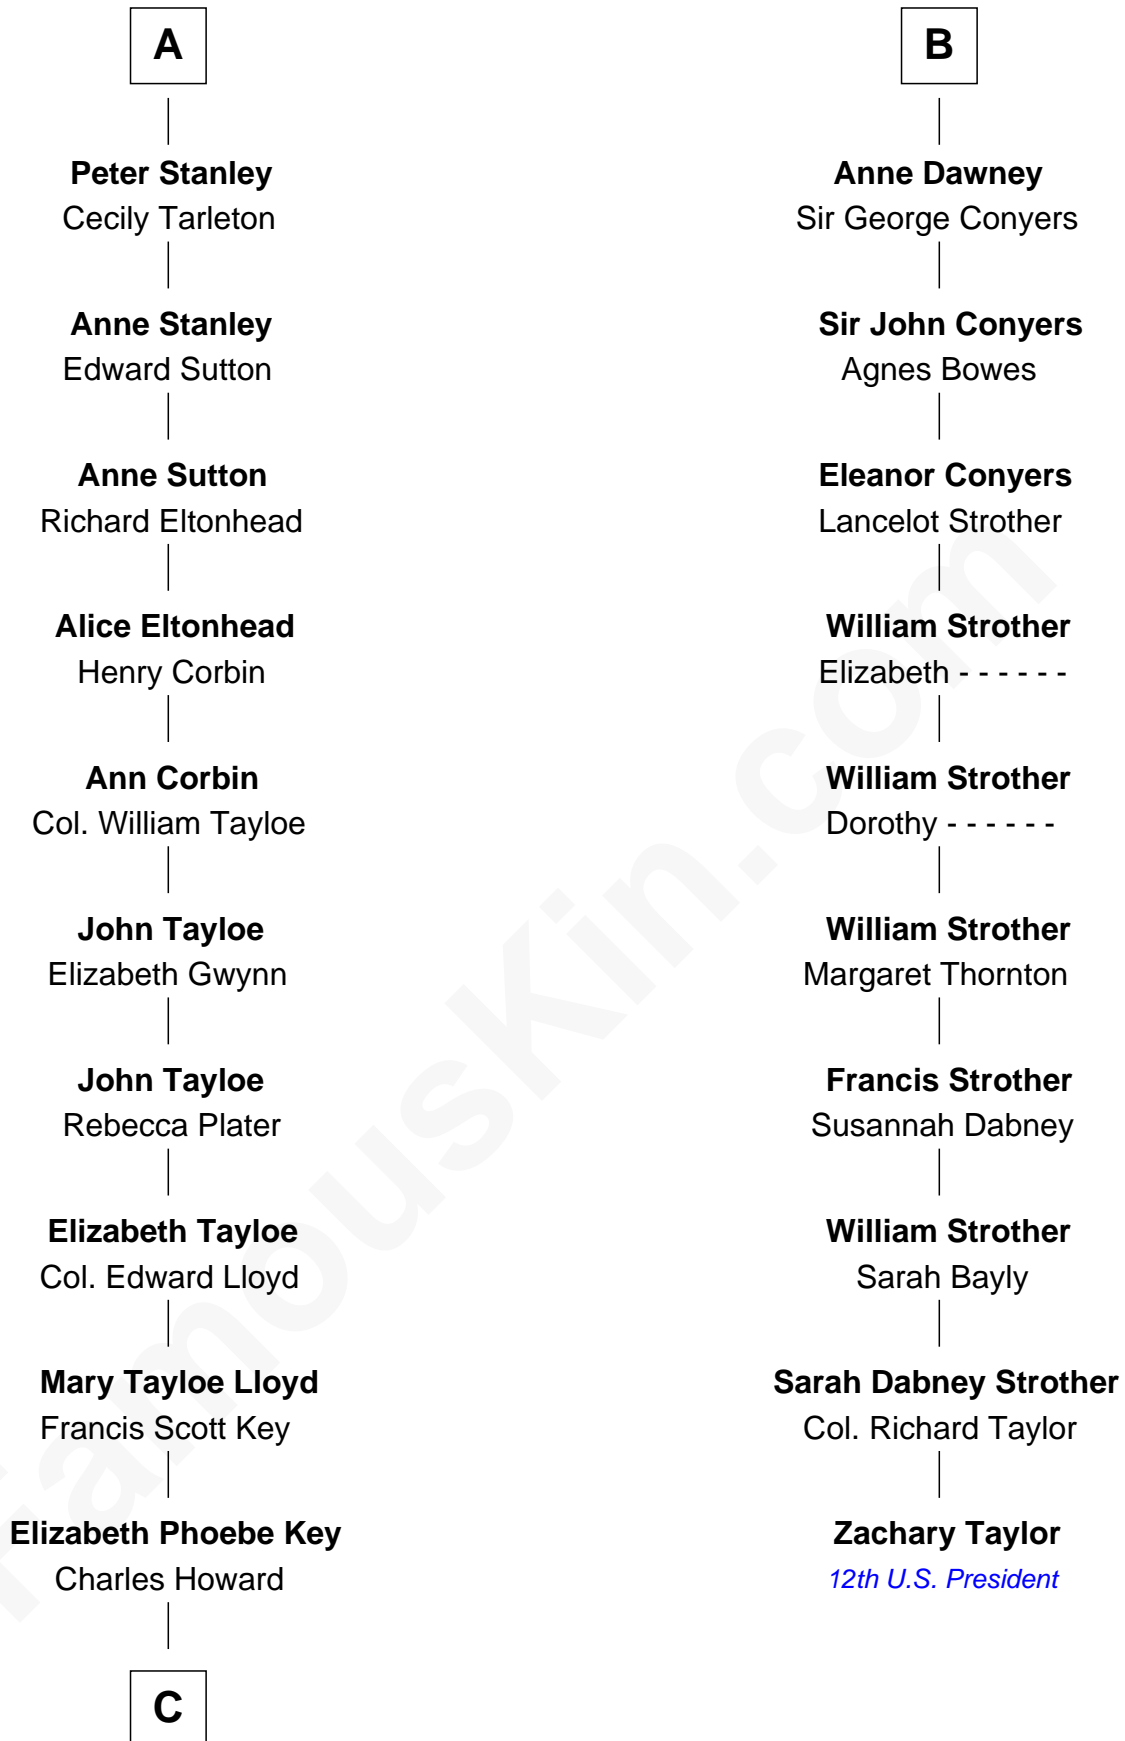 A
Peter Stanley
Cecily Tarleton
Anne Stanley
Edward Sutton
Anne Sutton
Richard Eltonhead
Alice Eltonhead
Henry Corbin
Ann Corbin
Col. William Tayloe
John Tayloe
Elizabeth Gwynn
John Tayloe
Rebecca Plater
Elizabeth Tayloe
Col. Edward Lloyd
Mary Tayloe Lloyd
Francis Scott Key
Elizabeth Phoebe Key
Charles Howard
C
B
Anne Dawney
Sir George Conyers
Sir John Conyers
Agnes Bowes
Eleanor Conyers
Lancelot Strother
William Strother
Elizabeth - - - - - -
William Strother
Dorothy - - - - - -
William Strother
Margaret Thornton
Francis Strother
Susannah Dabney
William Strother
Sarah Bayly
Sarah Dabney Strother
Col. Richard Taylor
Zachary Taylor
12th U.S. President
FamousKin.com